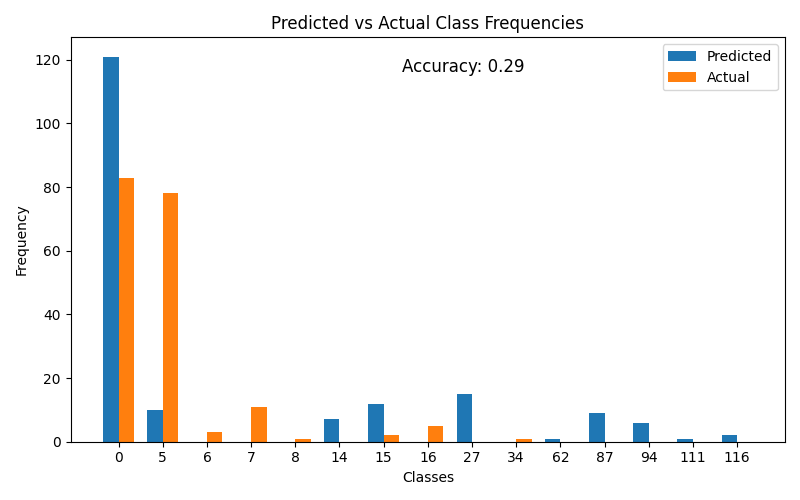 Predicted vs Actual Class Frequencies
Accuracy: 0.29
Predicted
Actual
120
100
80
60
40
20
0
Frequency
0 5 6 7 8 14 15 16 27 34 62 87 94 111 116
Classes